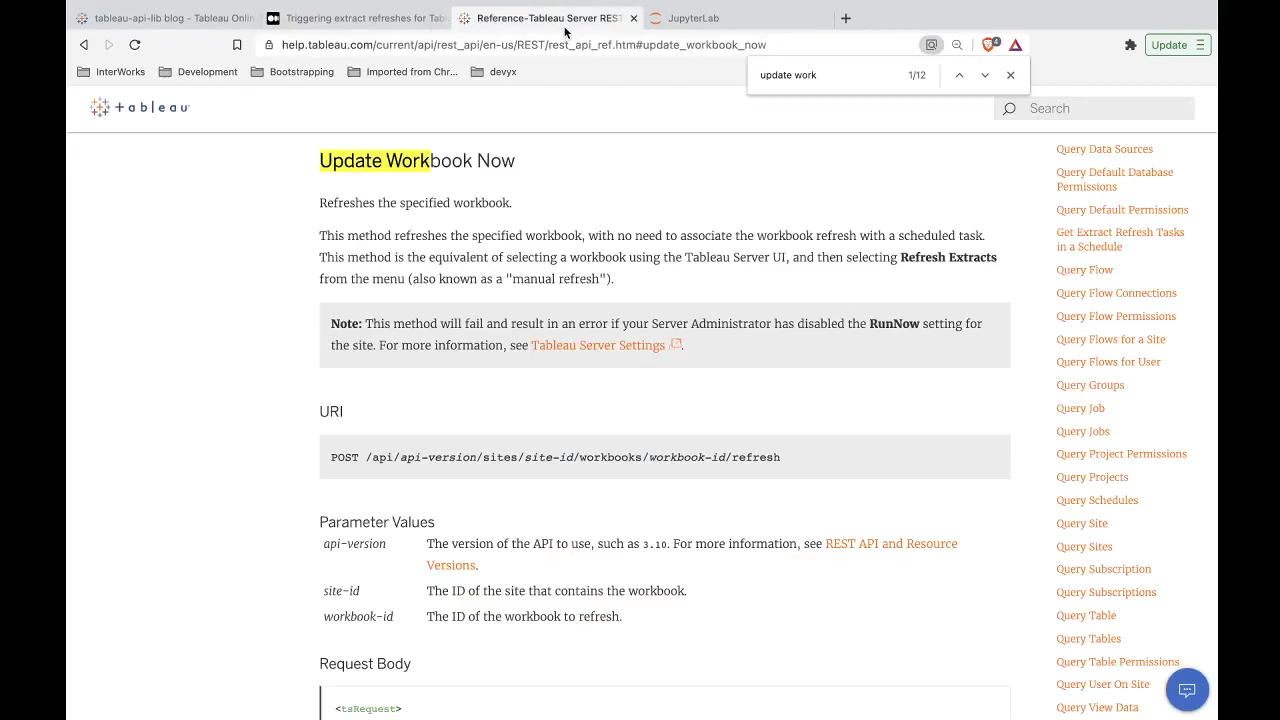 tableau-api-lib blog - Tableau Onlin
Triggering extract refreshes for Tab
Reference-Tableau Server REST
JupyterLab
help.tableau.com/current/api/rest_api/en-us/REST/rest_api_ref.htm#update_workbook_now
4
Update
InterWorks
Development
Bootstrapping
Imported from Chr...
devyx
update work
1/12
+ a b l e a u
Search
Update Workbook Now
Refreshes the specified workbook.
This method refreshes the specified workbook, with no need to associate the workbook refresh with a scheduled task.
This method is the equivalent of selecting a workbook using the Tableau Server UI, and then selecting Refresh Extracts
from the menu (also known as a "manual refresh").
Note: This method will fail and result in an error if your Server Administrator has disabled the RunNow setting for
the site. For more information, see Tableau Server Settings.
URI
POST /api/api-version/sites/site-id/workbooks/workbook-id/refresh
Parameter Values
api-version The version of the API to use, such as 3.10. For more information, see REST API and Resource
Versions.
site-id The ID of the site that contains the workbook.
workbook-id The ID of the workbook to refresh.
Request Body
<tsRequest>
Query Data Sources
Query Default Database
Permissions
Query Default Permissions
Get Extract Refresh Tasks
in a Schedule
Query Flow
Query Flow Connections
Query Flow Permissions
Query Flows for a Site
Query Flows for User
Query Groups
Query Job
Query Jobs
Query Project Permissions
Query Projects
Query Schedules
Query Site
Query Sites
Query Subscription
Query Subscriptions
Query Table
Query Tables
Query Table Permissions
Query User On Site
Query View Data